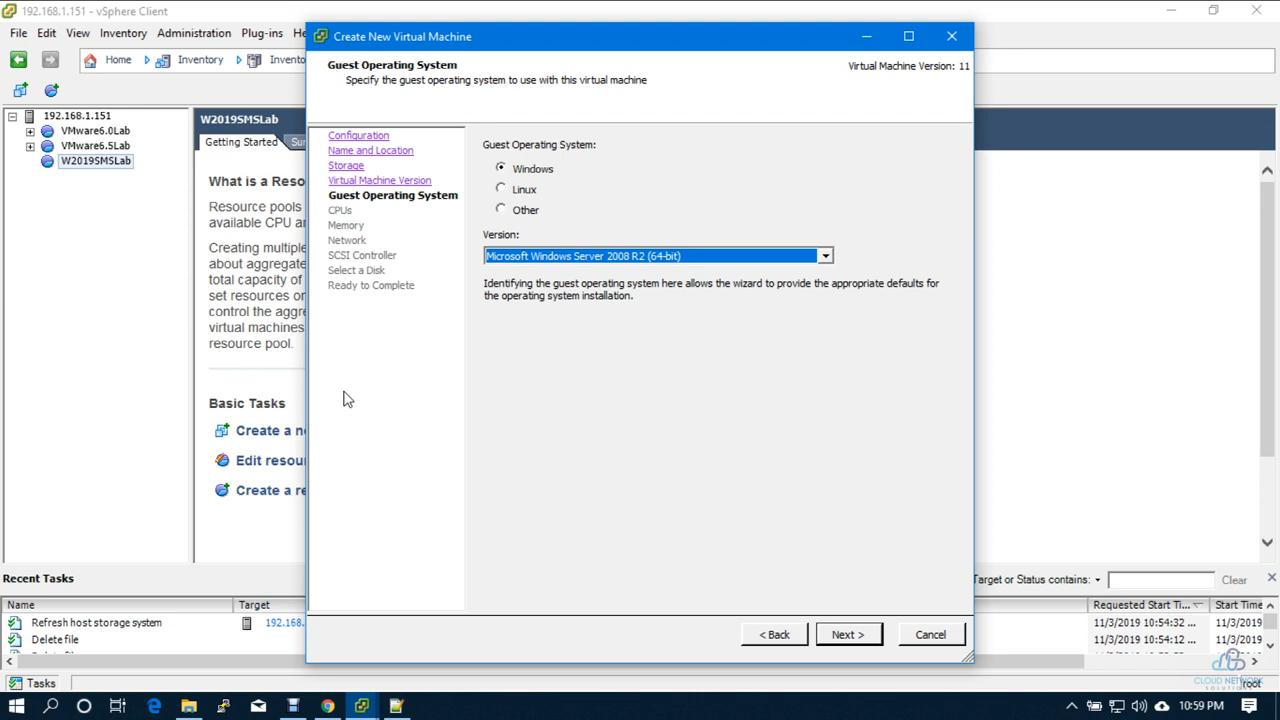 192.168.1.151 - vSphere Client
File Edit View Inventory Administration Plug-ins He
Home Inventory Invento
192.168.1.151
VMware6.0Lab
VMware6.5Lab
W2019SMSLab
W2019SMSLab
Getting Started Su
What is a Reso
Resource pools
available CPU an
Creating multiple
about aggregate
total capacity of
set resources on
control the aggre
virtual machines
resource pool.
Basic Tasks
Create a n
Edit resou
Create a re
Create New Virtual Machine
Guest Operating System
Specify the guest operating system to use with this virtual machine
Virtual Machine Version: 11
Configuration
Name and Location
Storage
Virtual Machine Version
Guest Operating System
CPUs
Memory
Network
SCSI Controller
Select a Disk
Ready to Complete
Guest Operating System:
Windows
Linux
Other
Version:
Microsoft Windows Server 2008 R2 (64-bit)
Identifying the guest operating system here allows the wizard to provide the appropriate defaults for
the operating system installation.
< Back Next > Cancel
Recent Tasks
Target or Status contains: Clear
Name Target Requested Start Ti... Start Time
Refresh host storage system 192.168. 11/3/2019 10:54:32 ... 11/3/2019
Delete file 11/3/2019 10:54:12 ... 11/3/2019
Tasks root
CLOUD NETWORK
SOLUTIONS
10:59 PM